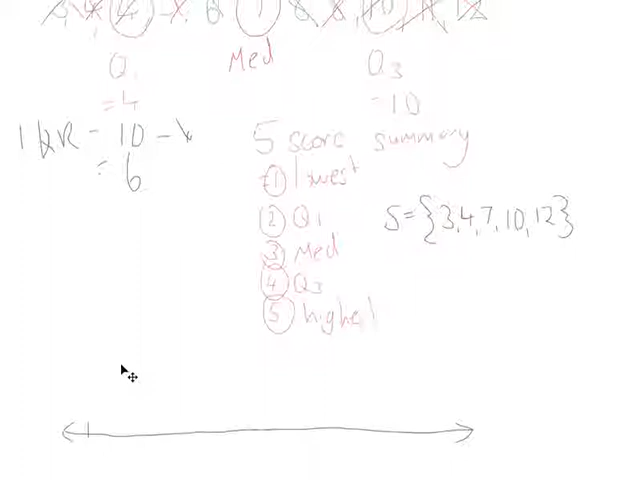 Q1 Med Q3
=4 =10
IQR = 10 - 4
= 6
5 score summary
① lowest
② Q1
③ Med
④ Q3
⑤ highest
S={3,4,7,10,12}